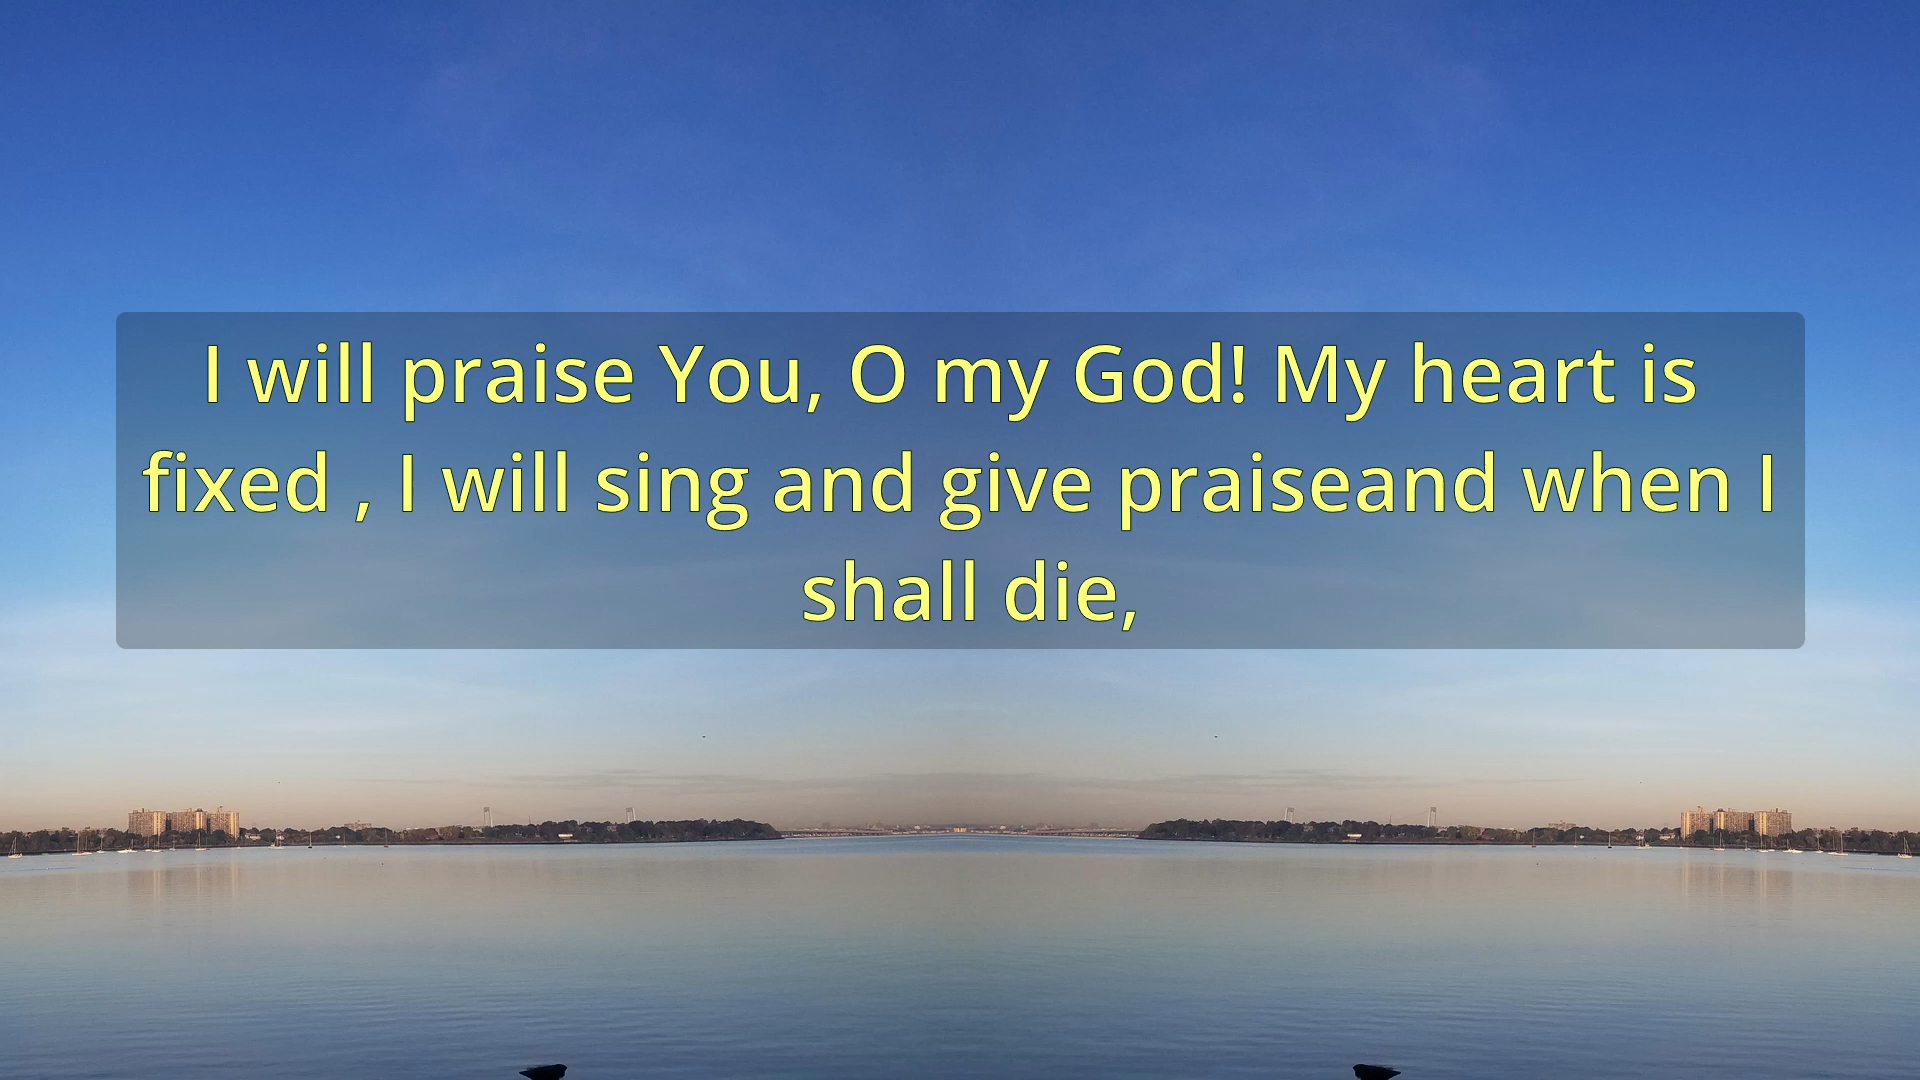 I will praise You, O my God! My heart is
fixed , I will sing and give praiseand when I
shall die,